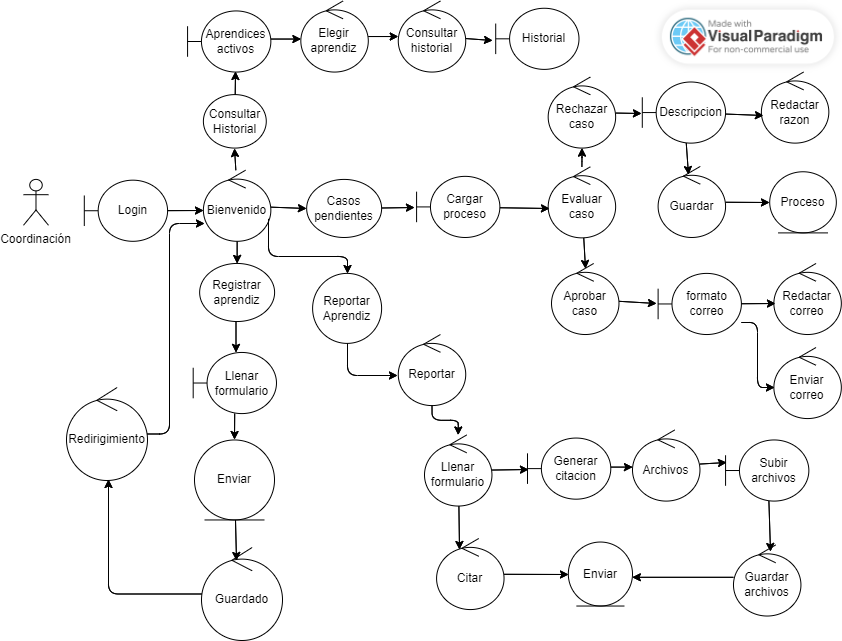 Made with
VisualParadigm
For non-commercial use
Aprendices
activos
Elegir
aprendiz
Consultar
historial
Historial
Consultar
Historial
Rechazar
caso
Descripcion
Redactar
razon
Coordinación
Login
Bienvenido
Casos
pendientes
Cargar
proceso
Evaluar
caso
Guardar
Proceso
Registrar
aprendiz
Reportar
Aprendiz
Aprobar
caso
formato
correo
Redactar
correo
Llenar
formulario
Reportar
Enviar
correo
Redirigimiento
Enviar
Llenar
formulario
Generar
citacion
Archivos
Subir
archivos
Guardado
Citar
Enviar
Guardar
archivos